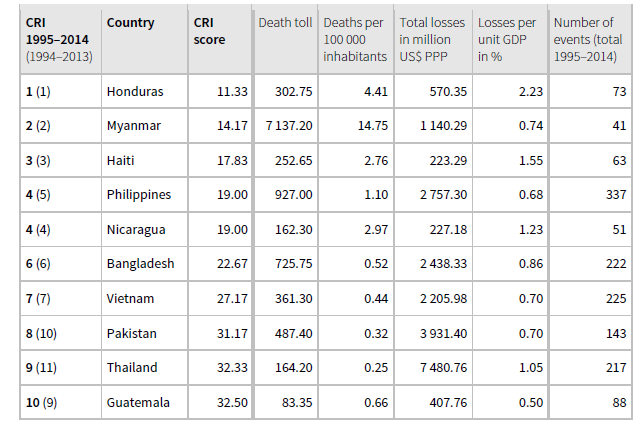 CRI 1995–2014 (1994–2013) Country CRI score Death toll Deaths per 100 000 inhabitants Total losses in million US$ PPP Losses per unit GDP in % Number of events (total 1995–2014)
1 (1) Honduras 11.33 302.75 4.41 570.35 2.23 73
2 (2) Myanmar 14.17 7 137.20 14.75 1 140.29 0.74 41
3 (3) Haiti 17.83 252.65 2.76 223.29 1.55 63
4 (5) Philippines 19.00 927.00 1.10 2 757.30 0.68 337
4 (4) Nicaragua 19.00 162.30 2.97 227.18 1.23 51
6 (6) Bangladesh 22.67 725.75 0.52 2 438.33 0.86 222
7 (7) Vietnam 27.17 361.30 0.44 2 205.98 0.70 225
8 (10) Pakistan 31.17 487.40 0.32 3 931.40 0.70 143
9 (11) Thailand 32.33 164.20 0.25 7 480.76 1.05 217
10 (9) Guatemala 32.50 83.35 0.66 407.76 0.50 88